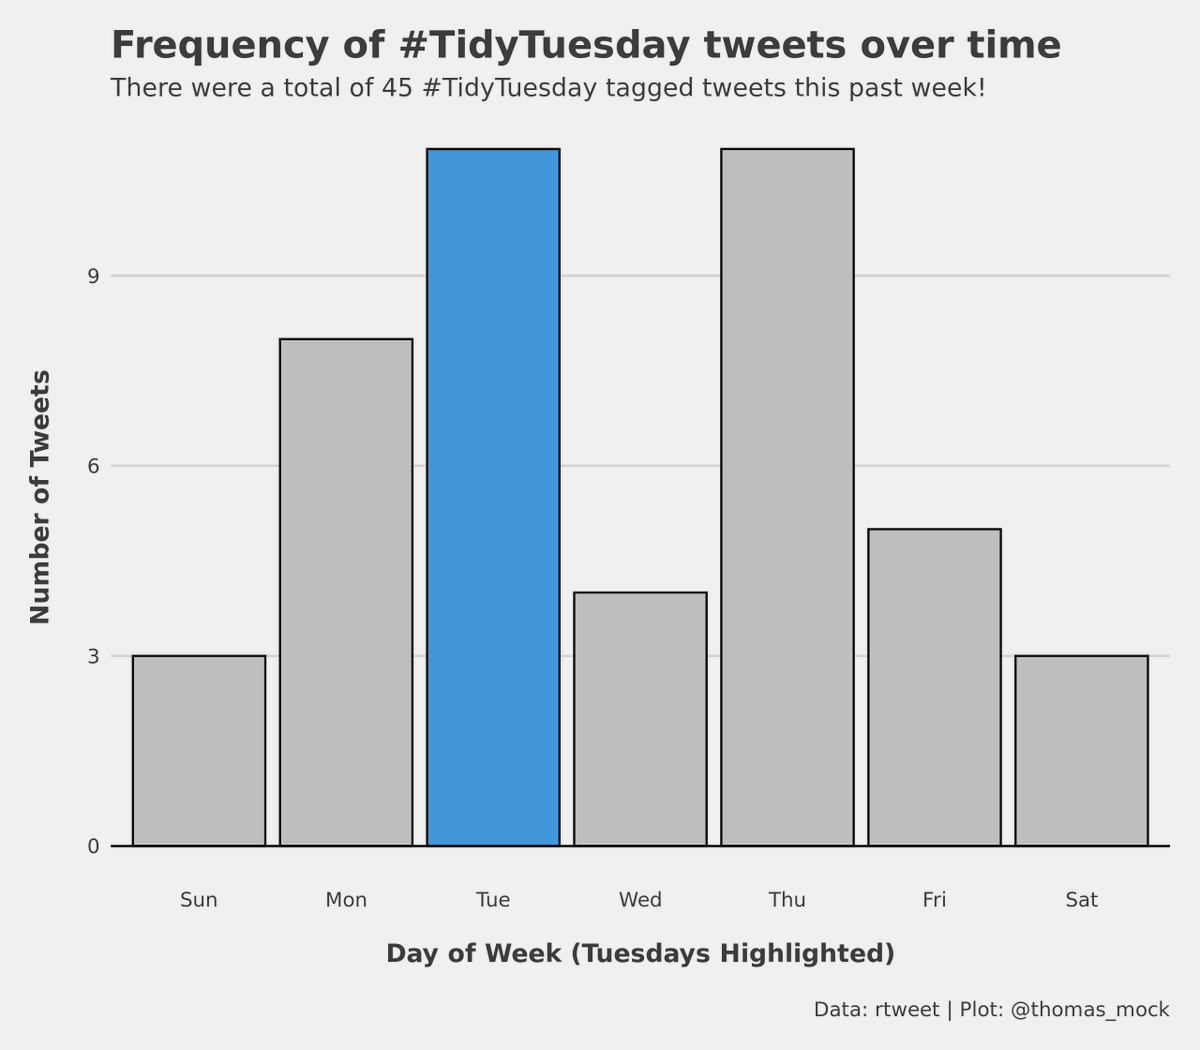 Frequency of #TidyTuesday tweets over time
There were a total of 45 #TidyTuesday tagged tweets this past week!
Number of Tweets
9
6
3
0
Sun Mon Tue Wed Thu Fri Sat
Day of Week (Tuesdays Highlighted)
Data: rtweet | Plot: @thomas_mock